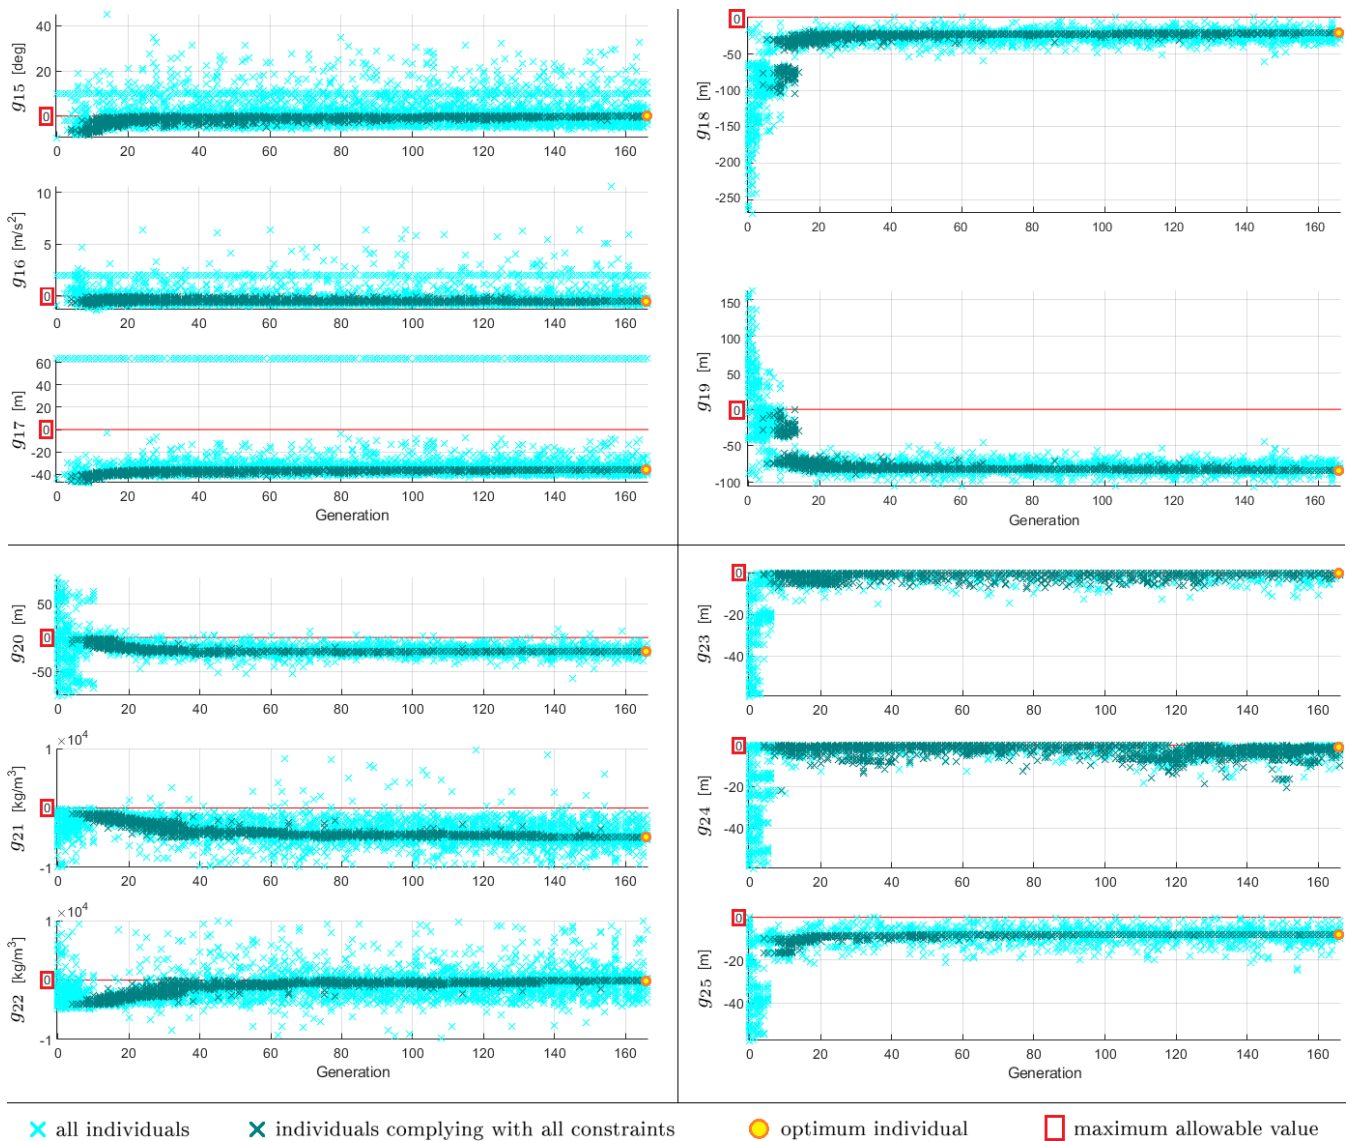 40
20
0
g15 [deg]
0 20 40 60 80 100 120 140 160
10
5
0
g16 [m/s²]
0 20 40 60 80 100 120 140 160
60
40
20
0
-20
-40
g17 [m]
0 20 40 60 80 100 120 140 160
Generation
0
-50
-100
-150
-200
-250
g18 [m]
0 20 40 60 80 100 120 140 160
150
100
50
0
-50
-100
g19 [m]
0 20 40 60 80 100 120 140 160
Generation
50
0
-50
g20 [m]
0 20 40 60 80 100 120 140 160
×10⁴
1
0
-1
g21 [kg/m³]
0 20 40 60 80 100 120 140 160
×10⁴
1
0
-1
g22 [kg/m³]
0 20 40 60 80 100 120 140 160
Generation
0
-20
-40
g23 [m]
0 20 40 60 80 100 120 140 160
0
-20
-40
g24 [m]
0 20 40 60 80 100 120 140 160
0
-20
-40
g25 [m]
0 20 40 60 80 100 120 140 160
Generation
all individuals individuals complying with all constraints optimum individual maximum allowable value